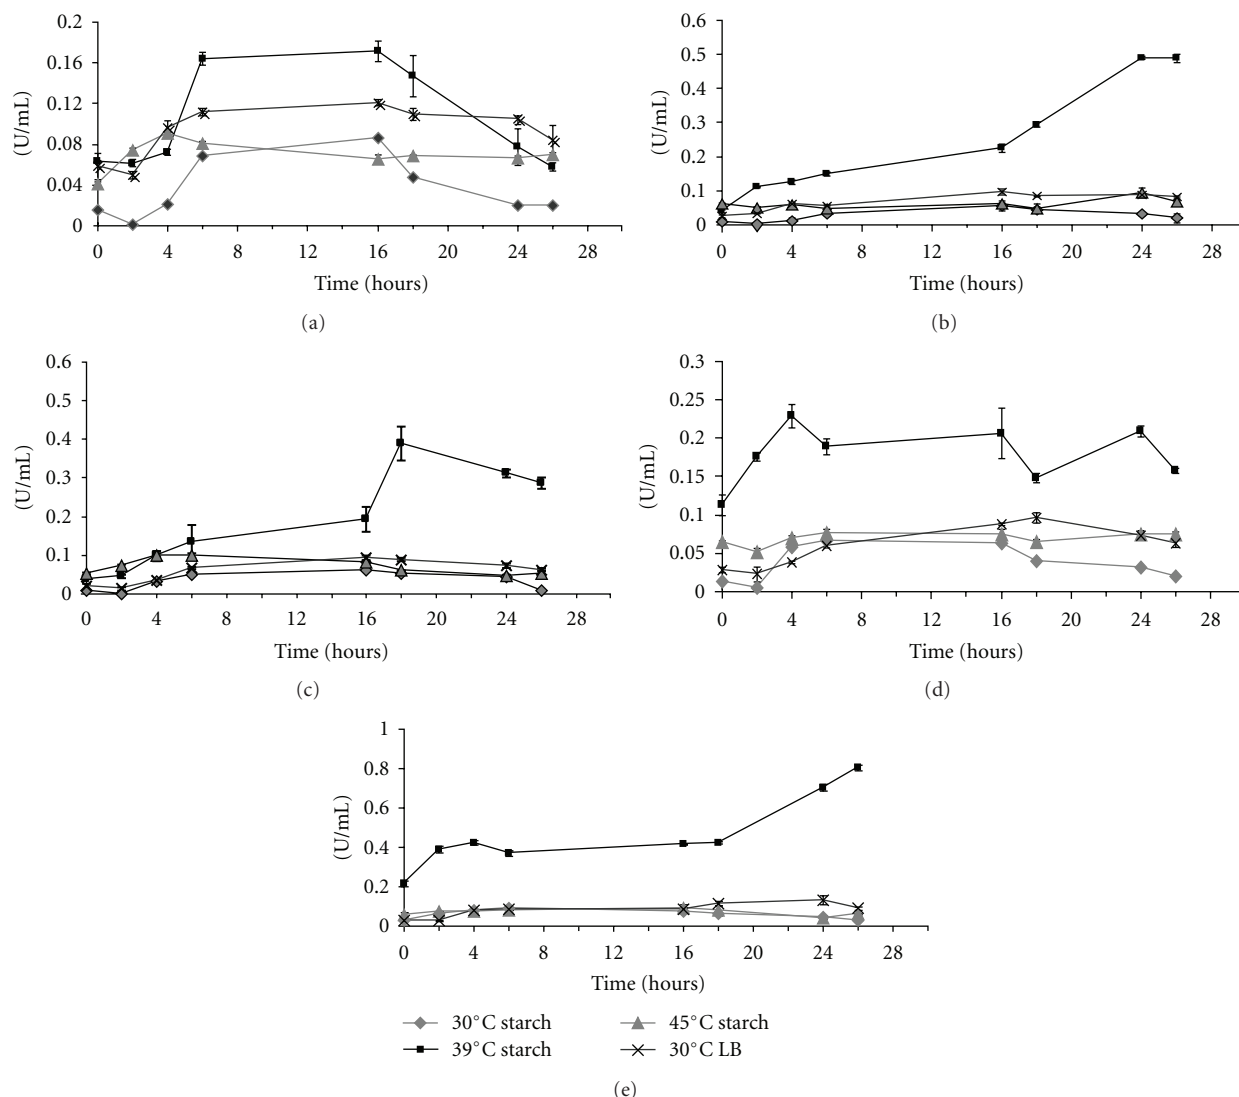 0.2
0.16
0.12
0.08
0.04
0
(U/mL)
0 4 8 12 16 20 24 28
Time (hours)
(a)
0.6
0.5
0.4
0.3
0.2
0.1
0
(U/mL)
0 4 8 12 16 20 24 28
Time (hours)
(b)
0.6
0.5
0.4
0.3
0.2
0.1
0
(U/mL)
0 4 8 12 16 20 24 28
Time (hours)
(c)
0.3
0.25
0.2
0.15
0.1
0.05
0
(U/mL)
0 4 8 12 16 20 24 28
Time (hours)
(d)
1
0.8
0.6
0.4
0.2
0
(U/mL)
0 4 8 12 16 20 24 28
Time (hours)
30°C starch
39°C starch
45°C starch
30°C LB
(e)